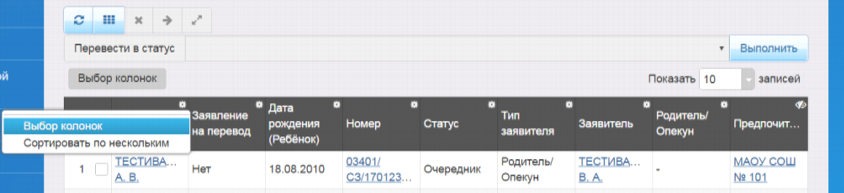 Перевести в статус
Выполнить
ой
Выбор колонок
Показать 10 записей
Выбор колонок
Сортировать по нескольким
Заявление на перевод
Дата рождения (Ребёнок)
Номер
Статус
Тип заявителя
Заявитель
Родитель/ Опекун
Предпочит...
1
ТЕСТИВА... А. В.
Нет
18.08.2010
03401/ СЗ/170123...
Очередник
Родитель/ Опекун
ТЕСТИВА... В. А.
-
МАОУ СОШ № 101